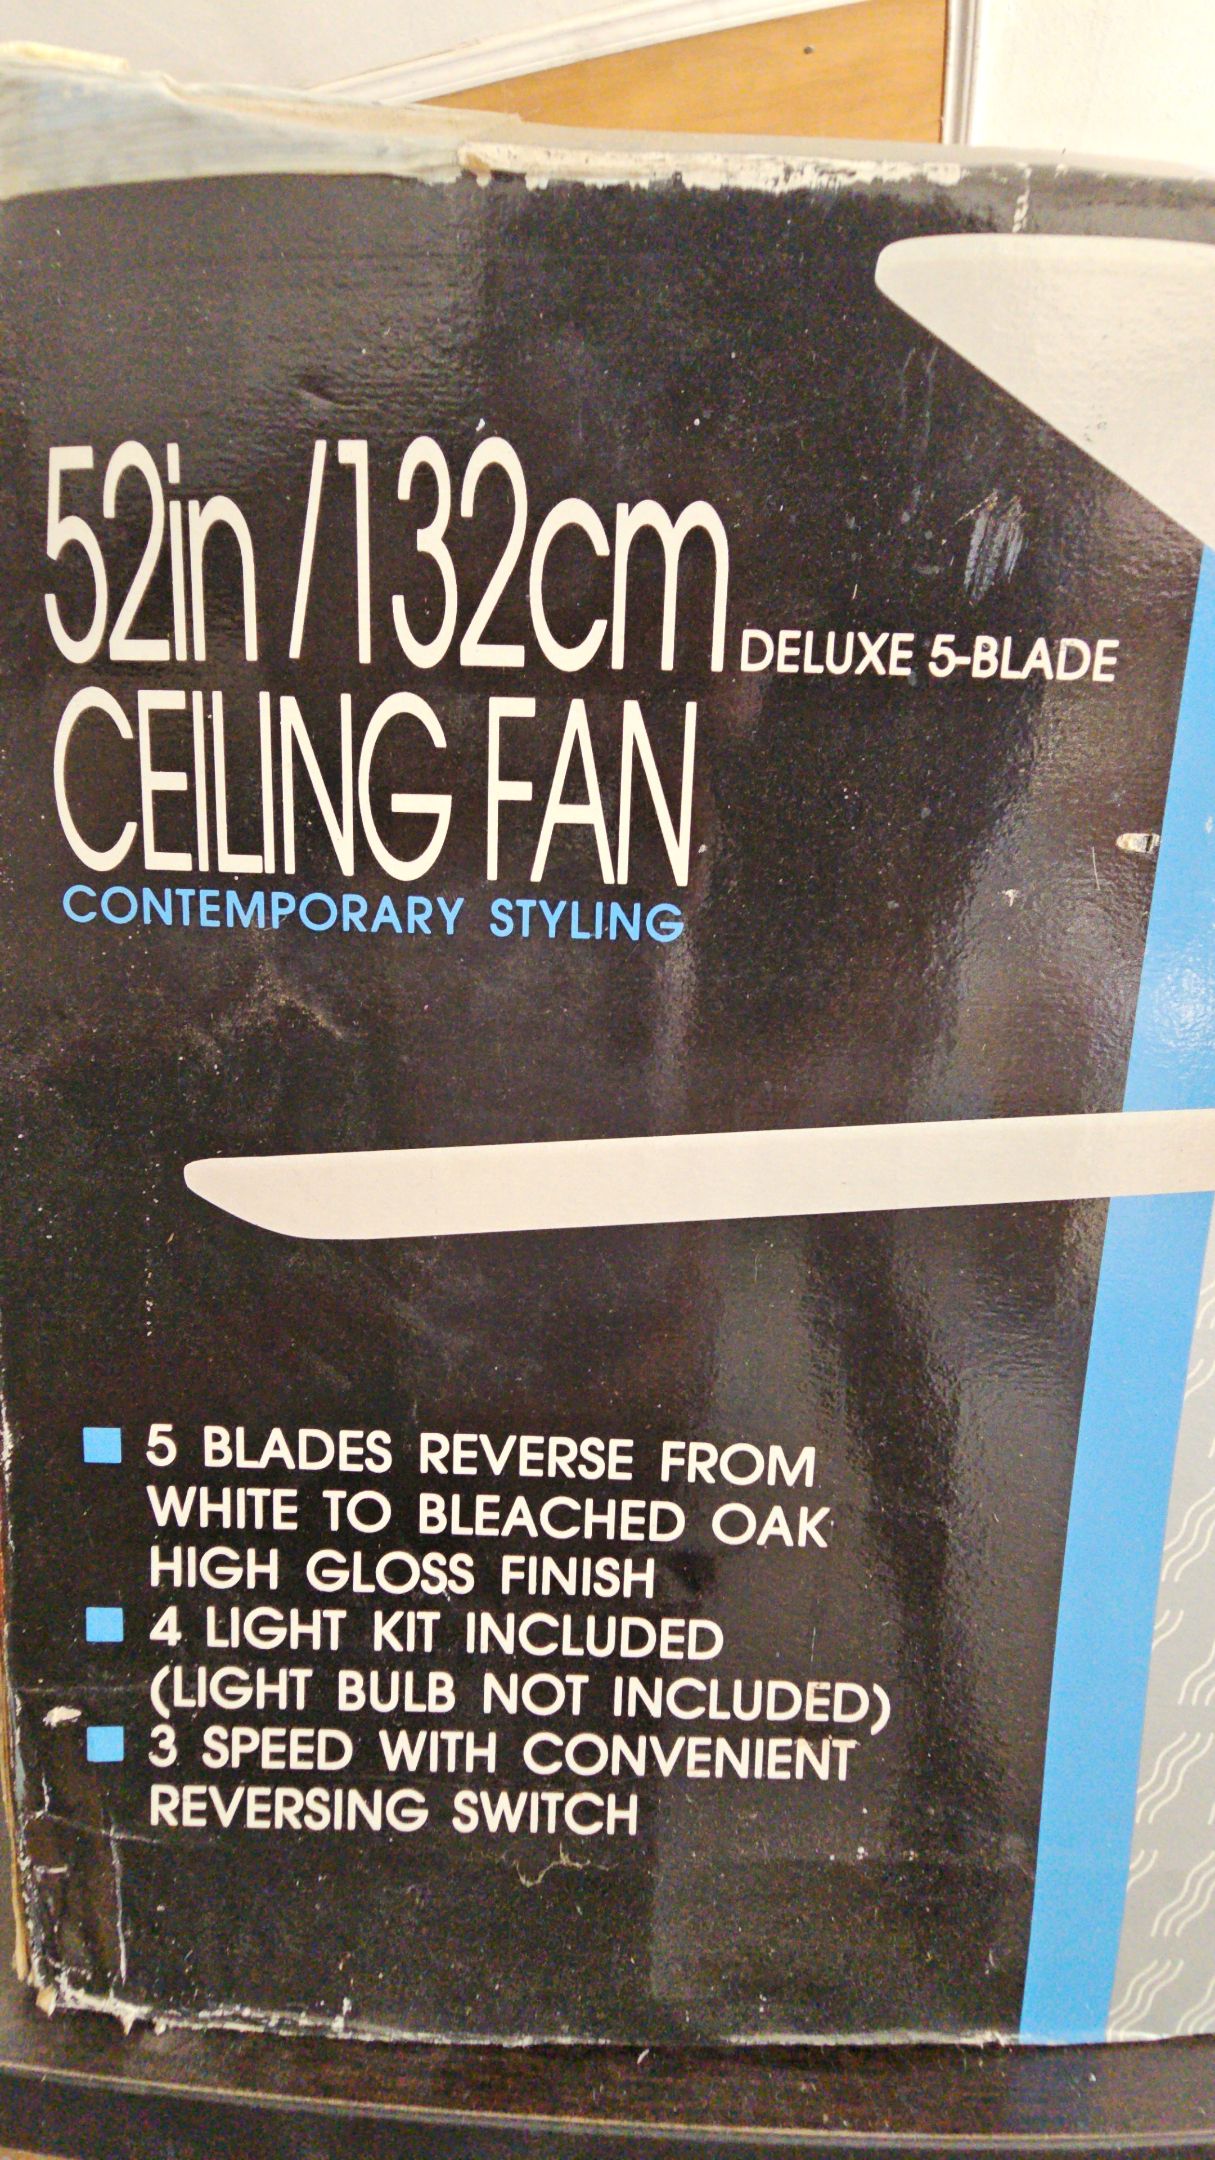 52in /132cm DELUXE 5-BLADE
CEILING FAN
CONTEMPORARY STYLING
5 BLADES REVERSE FROM
WHITE TO BLEACHED OAK
HIGH GLOSS FINISH
4 LIGHT KIT INCLUDED
(LIGHT BULB NOT INCLUDED)
3 SPEED WITH CONVENIENT
REVERSING SWITCH